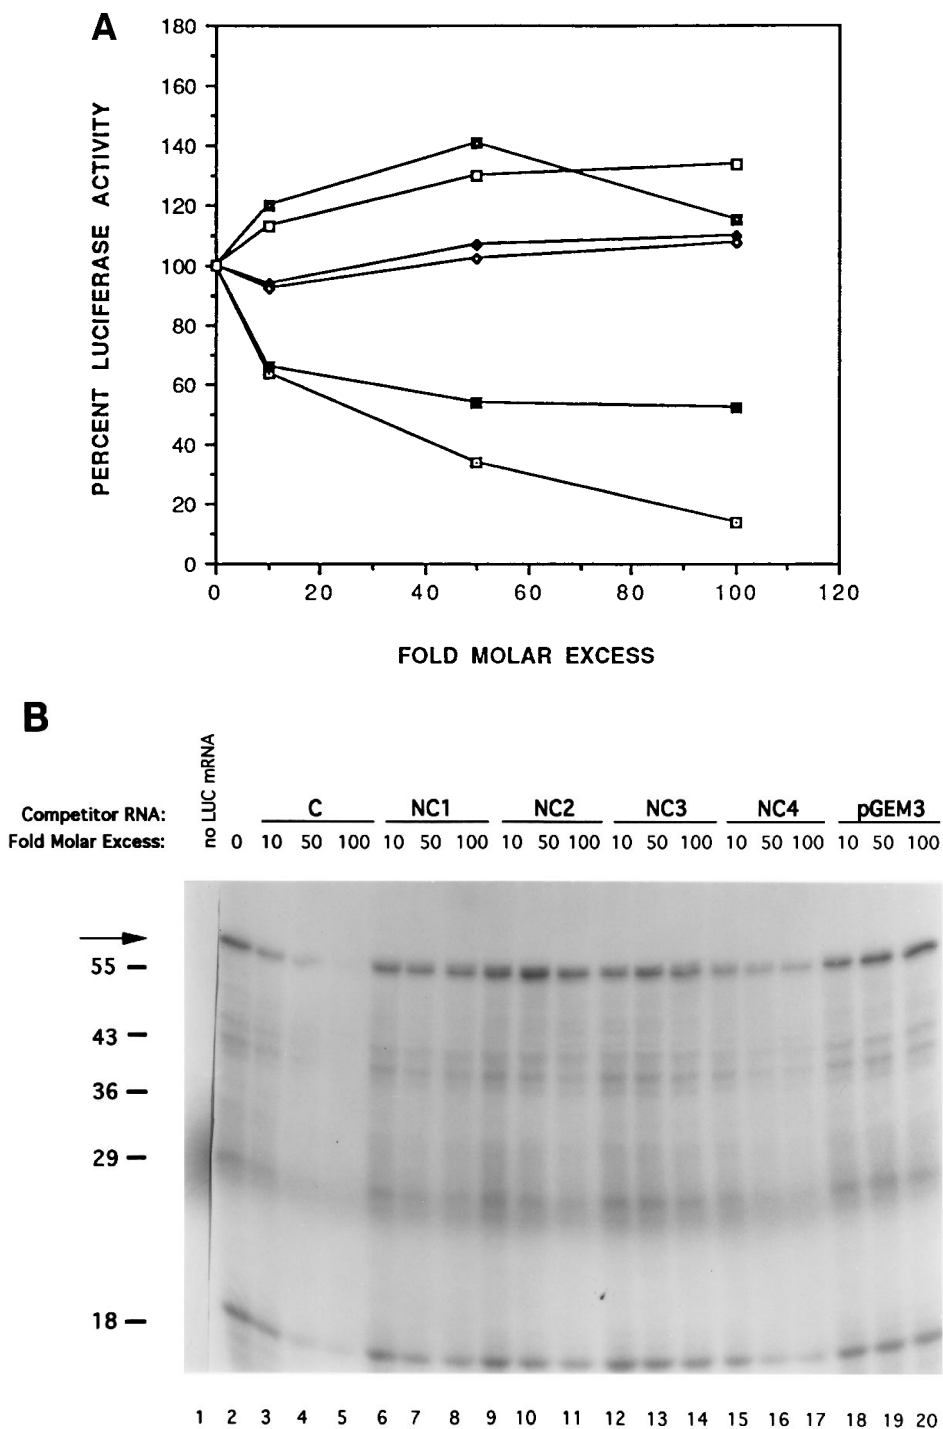 A
180
160
140
120
100
80
60
40
20
0
0 20 40 60 80 100 120
PERCENT LUCIFERASE ACTIVITY
FOLD MOLAR EXCESS
B
no LUC mRNA
Competitor RNA: C NC1 NC2 NC3 NC4 pGEM3
Fold Molar Excess: 0 10 50 100 10 50 100 10 50 100 10 50 100 10 50 100 10 50 100
55
43
36
29
18
1 2 3 4 5 6 7 8 9 10 11 12 13 14 15 16 17 18 19 20